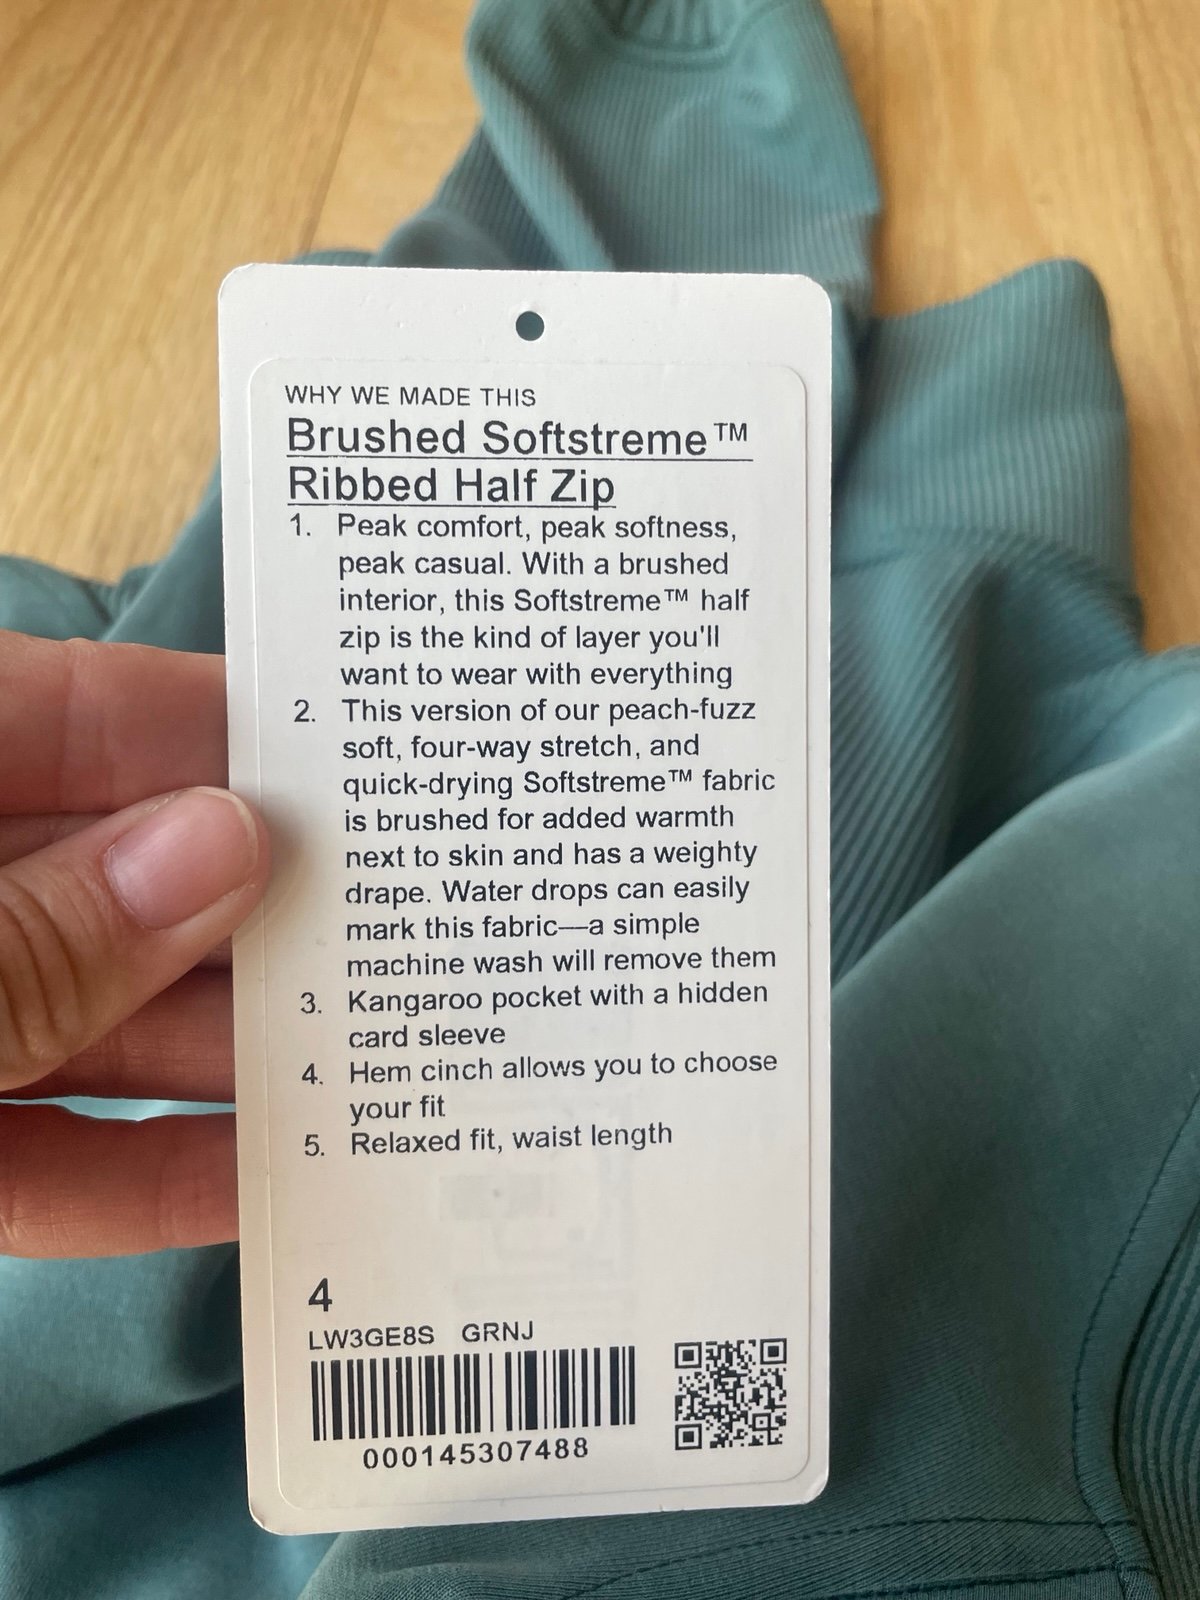 WHY WE MADE THIS
Brushed Softstreme™
Ribbed Half Zip
1. Peak comfort, peak softness,
peak casual. With a brushed
interior, this Softstreme™ half
zip is the kind of layer you'll
want to wear with everything
2. This version of our peach-fuzz
soft, four-way stretch, and
quick-drying Softstreme™ fabric
is brushed for added warmth
next to skin and has a weighty
drape. Water drops can easily
mark this fabric—a simple
machine wash will remove them
3. Kangaroo pocket with a hidden
card sleeve
4. Hem cinch allows you to choose
your fit
5. Relaxed fit, waist length
4
LW3GE8S GRNJ
000145307488